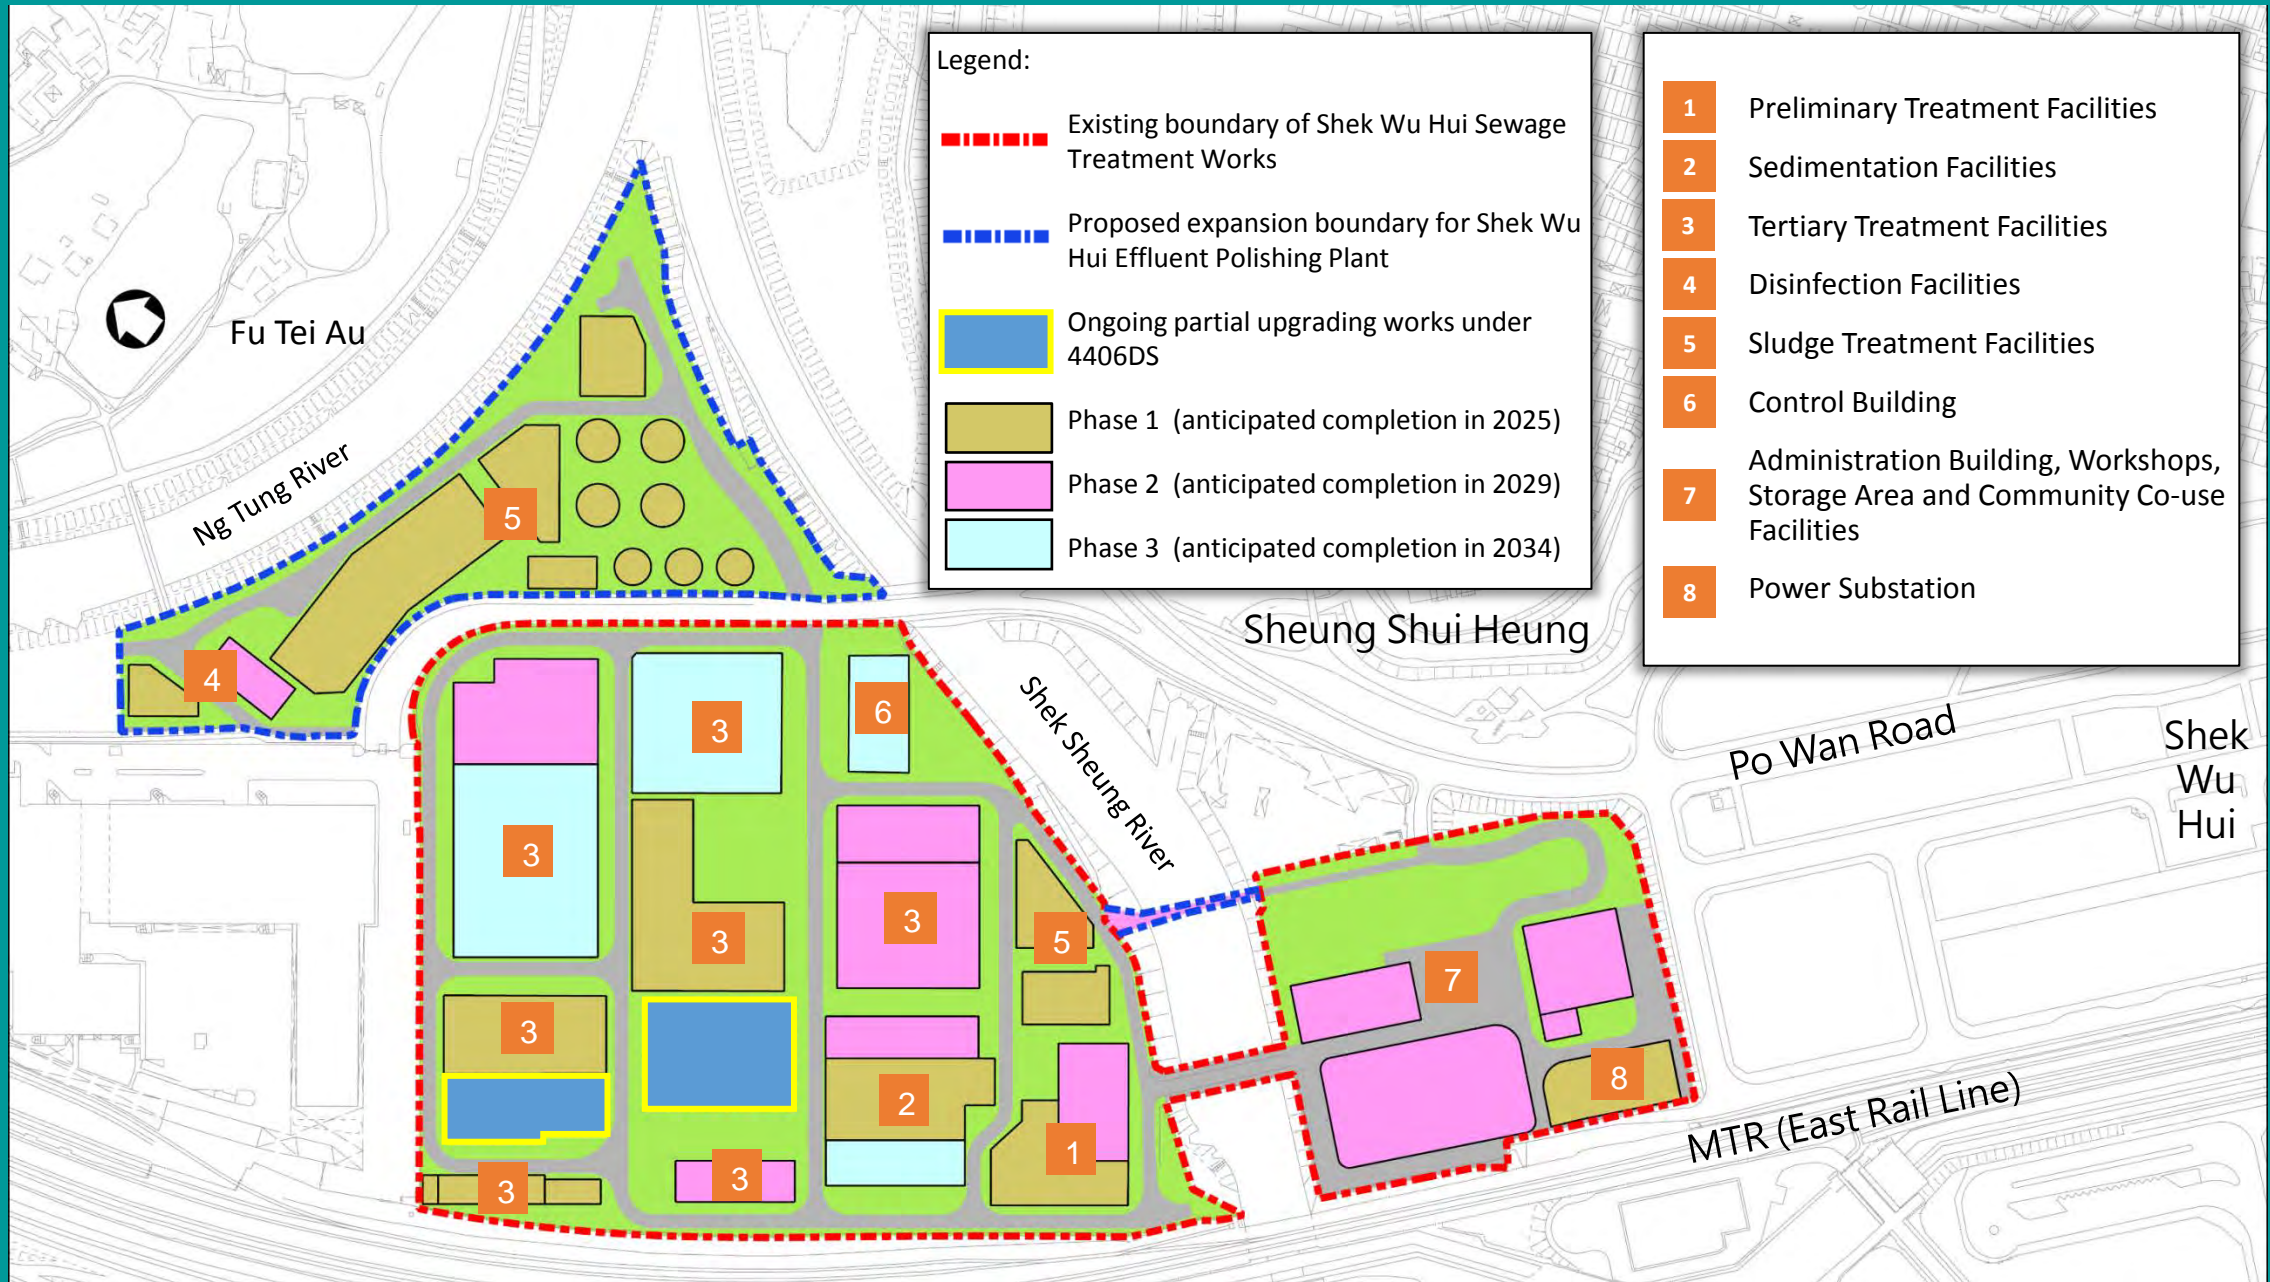 Legend:
Existing boundary of Shek Wu Hui Sewage
Treatment Works
Proposed expansion boundary for Shek Wu
Hui Effluent Polishing Plant
Ongoing partial upgrading works under
4406DS
Phase 1 (anticipated completion in 2025)
Phase 2 (anticipated completion in 2029)
Phase 3 (anticipated completion in 2034)
1 Preliminary Treatment Facilities
2 Sedimentation Facilities
3 Tertiary Treatment Facilities
4 Disinfection Facilities
5 Sludge Treatment Facilities
6 Control Building
7 Administration Building, Workshops,
Storage Area and Community Co-use
Facilities
8 Power Substation
Fu Tei Au
Ng Tung River
5
4
Sheung Shui Heung
Shek Sheung River
Po Wan Road
Shek
Wu
Hui
3
6
3
3
3
5
7
3
8
2
1
3
3
MTR (East Rail Line)